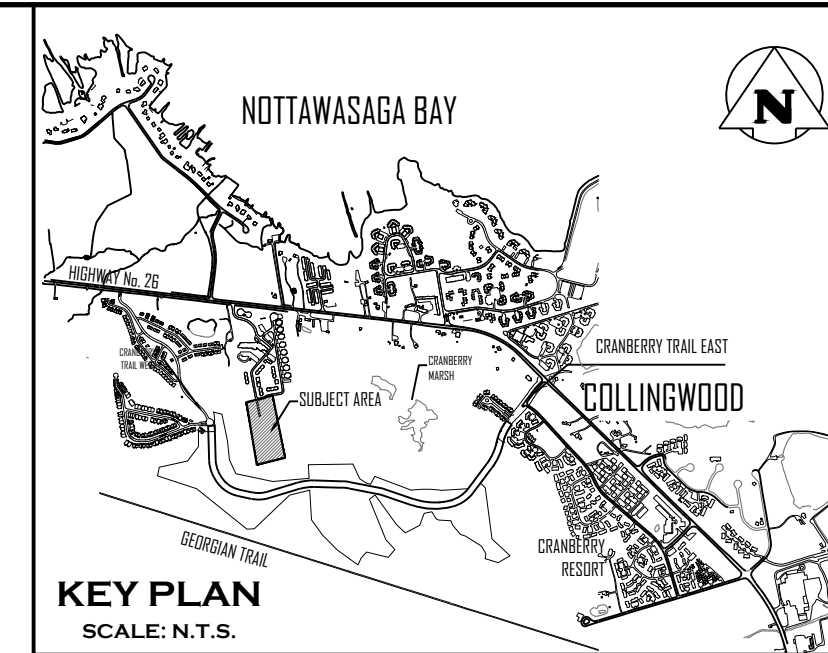 NOTTAWASAGA BAY
N
HIGHWAY No. 26
CRANBERRY TRAIL EAST
CRANBERRY
TRAIL WEST
CRANBERRY
MARSH
SUBJECT AREA
COLLINGWOOD
GEORGIAN TRAIL
CRANBERRY
RESORT
KEY PLAN
SCALE: N.T.S.